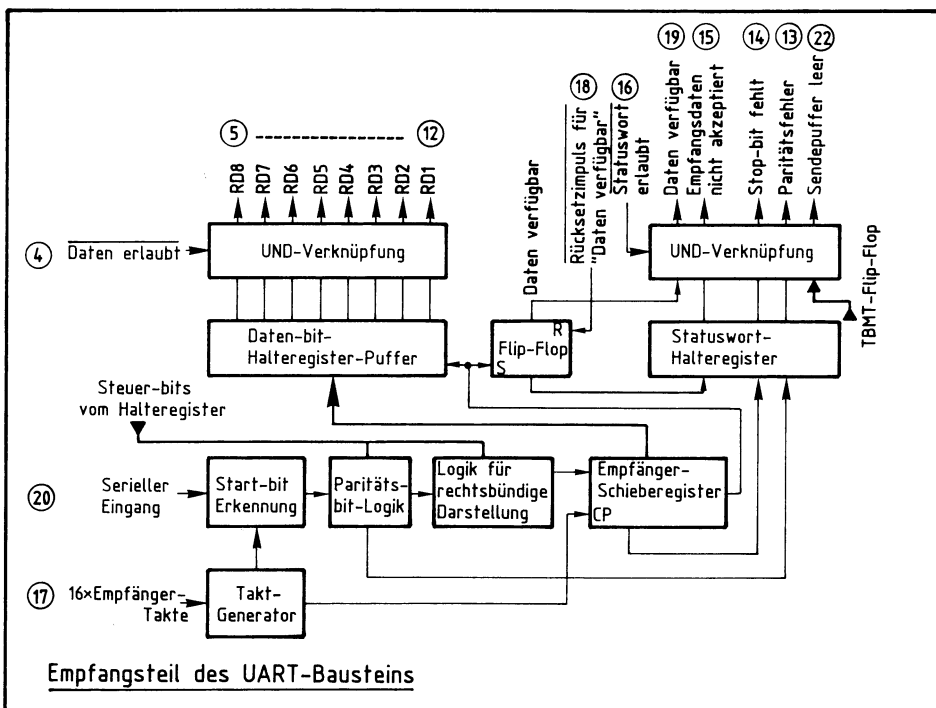 19
15
14
13
22
18
16
Daten verfügbar
Empfangsdaten
nicht akzeptiert
Stop-bit fehlt
Paritätsfehler
Sendepuffer leer
Rücksetzimpuls für
"Daten verfügbar"
Statuswort
erlaubt
5
12
RD8
RD7
RD6
RD5
RD4
RD3
RD2
RD1
Daten verfügbar
4
Daten erlaubt
UND-Verknüpfung
UND-Verknüpfung
TBMT-Flip-Flop
Daten-bit-
Halteregister-Puffer
R
Flip-Flop
S
Statuswort-
Halteregister
Steuer-bits
vom Halteregister
20
Serieller
Eingang
Start-bit
Erkennung
Paritäts-
bit-Logik
Logik für
rechtsbündige
Darstellung
Empfänger-
Schieberegister
CP
17
16×Empfänger-
Takte
Takt-
Generator
Empfangsteil des UART-Bausteins